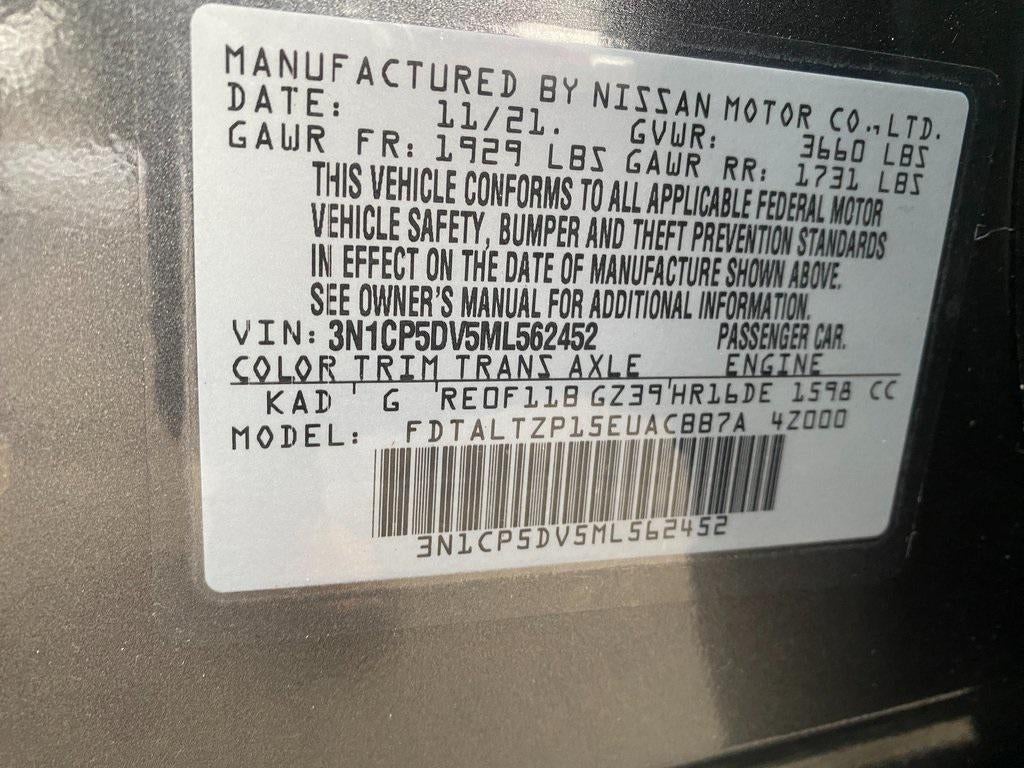 MANUFACTURED BY NISSAN MOTOR CO., LTD.
DATE: 11/21. GVWR: 3660 LBS
GAWR FR: 1929 LBS GAWR RR: 1731 LBS
THIS VEHICLE CONFORMS TO ALL APPLICABLE FEDERAL MOTOR
VEHICLE SAFETY, BUMPER AND THEFT PREVENTION STANDARDS
IN EFFECT ON THE DATE OF MANUFACTURE SHOWN ABOVE.
SEE OWNER'S MANUAL FOR ADDITIONAL INFORMATION.
VIN: 3N1CP5DV5ML562452 PASSENGER CAR.
COLOR TRIM TRANS AXLE ENGINE
KAD G RE0F11B GZ39 HR16DE 1598 CC
MODEL: FDTALTZP15EUACBB7A 4Z000
3N1CP5DV5ML562452